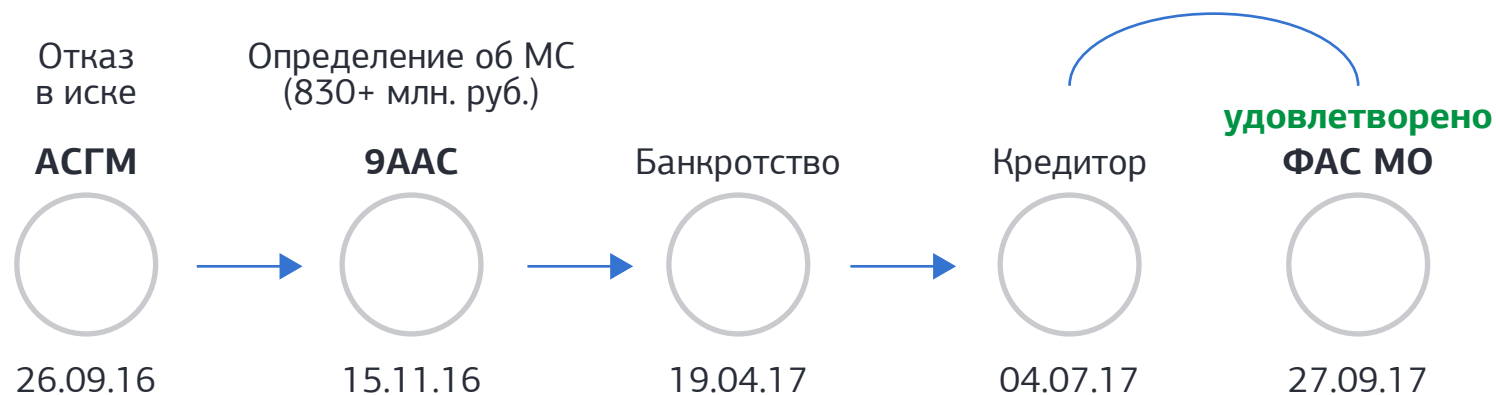 Отказ
в иске
АСГМ
26.09.16
Определение об МС
(830+ млн. руб.)
9ААС
15.11.16
Банкротство
19.04.17
Кредитор
04.07.17
удовлетворено
ФАС МО
27.09.17